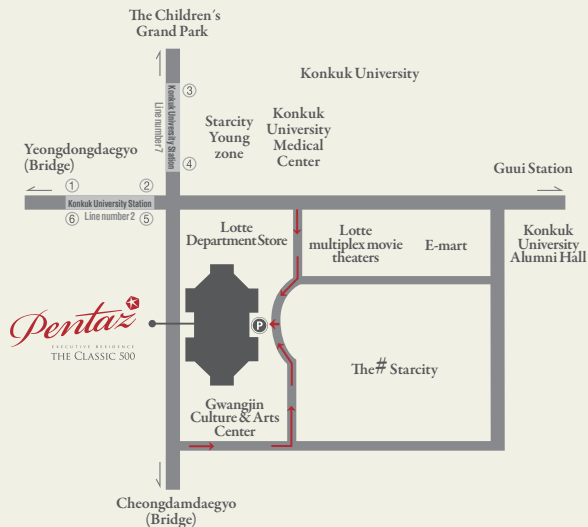 The Children´s
Grand Park
③
Konkuk University Station
Line number 7
④
Konkuk University
Starcity
Young
zone
Konkuk
University
Medical
Center
Yeongdongdaegyo
(Bridge)
Guui Station
① ②
Konkuk University Station
⑥ Line number 2 ⑤
Lotte
Department Store
Lotte
multiplex movie
theaters
E-mart
Konkuk
University
Alumni Hall
Pentaz
EXECUTIVE RESIDENCE
THE CLASSIC 500
P
The # Starcity
Gwangjin
Culture & Arts
Center
Cheongdamdaegyo
(Bridge)